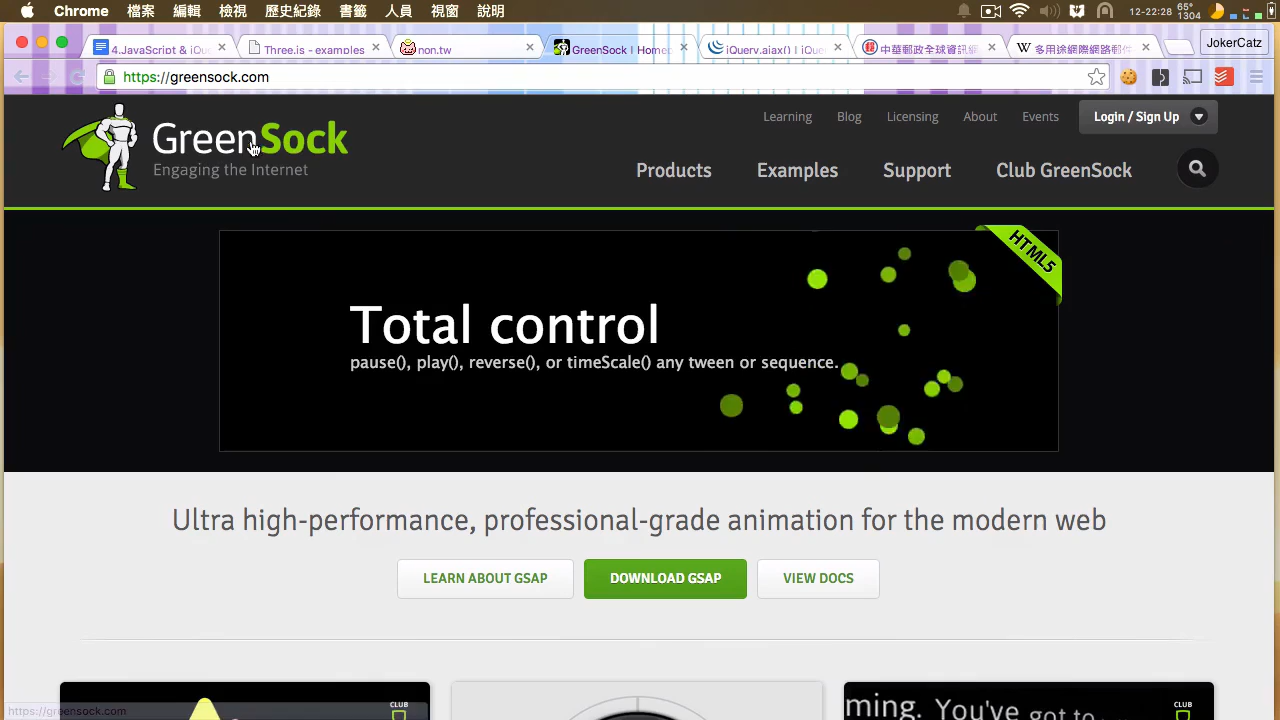 Chrome 檔案 編輯 檢視 歷史紀錄 書籤 人員 視窗 說明 12-22:28 65° 1304
4.JavaScript & jQu Three.js - examples non.tw GreenSock | Home jQuery.ajax() | jQue 中華郵政全球資訊網 W 多用途網際網路郵件 JokerCatz
https://greensock.com
Learning Blog Licensing About Events Login / Sign Up
GreenSock
Engaging the Internet
Products Examples Support Club GreenSock
HTML5
Total control
pause(), play(), reverse(), or timeScale() any tween or sequence.
Ultra high-performance, professional-grade animation for the modern web
LEARN ABOUT GSAP DOWNLOAD GSAP VIEW DOCS
CLUB ming. You've got to CLUB
https://greensock.com